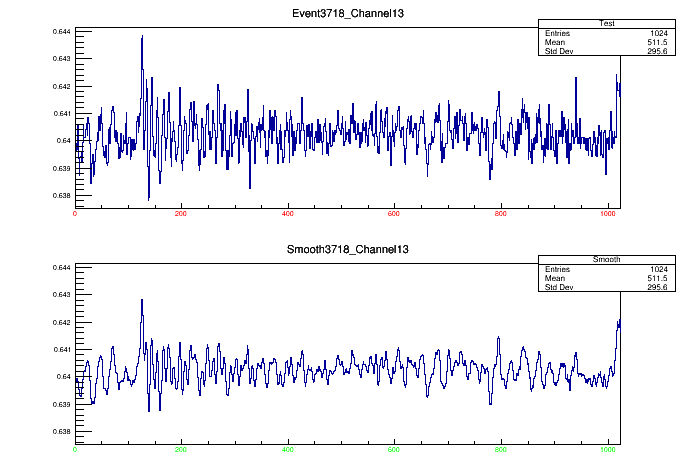 Event3718_Channel13
Test
Entries 1024
Mean 511.5
Std Dev 295.6
0.644
0.643
0.642
0.641
0.64
0.639
0.638
0 200 400 600 800 1000
Smooth3718_Channel13
Smooth
Entries 1024
Mean 511.5
Std Dev 295.6
0.644
0.643
0.642
0.641
0.64
0.639
0.638
0 200 400 600 800 1000